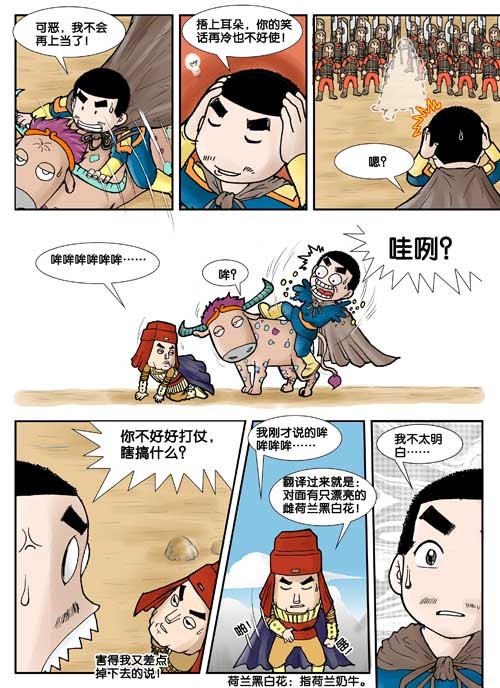 可恶，我不会
再上当了！
捂上耳朵，你的笑
话再冷也不好使！
嗯？
哞哞哞哞哞哞……
哞？
哇咧？
你不好好打仗，
瞎搞什么？
害得我又差点
掉下去的说！
我刚才说的哞
哞哞哞……
翻译过来就是：
对面有只漂亮的
雌荷兰黑白花！
啪！
啪！
我不太明
白……
荷兰黑白花：指荷兰奶牛。